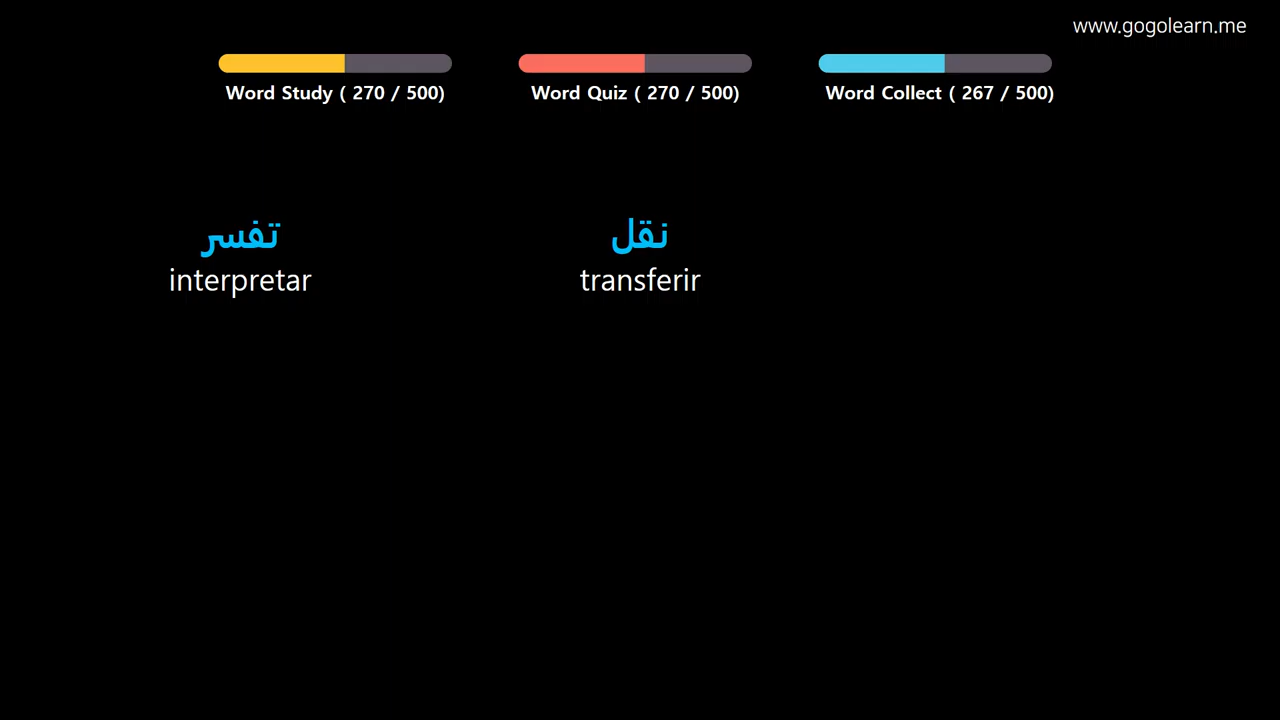 www.gogolearn.me
Word Study ( 270 / 500)
Word Quiz ( 270 / 500)
Word Collect ( 267 / 500)
تفسر
interpretar
نقل
transferir